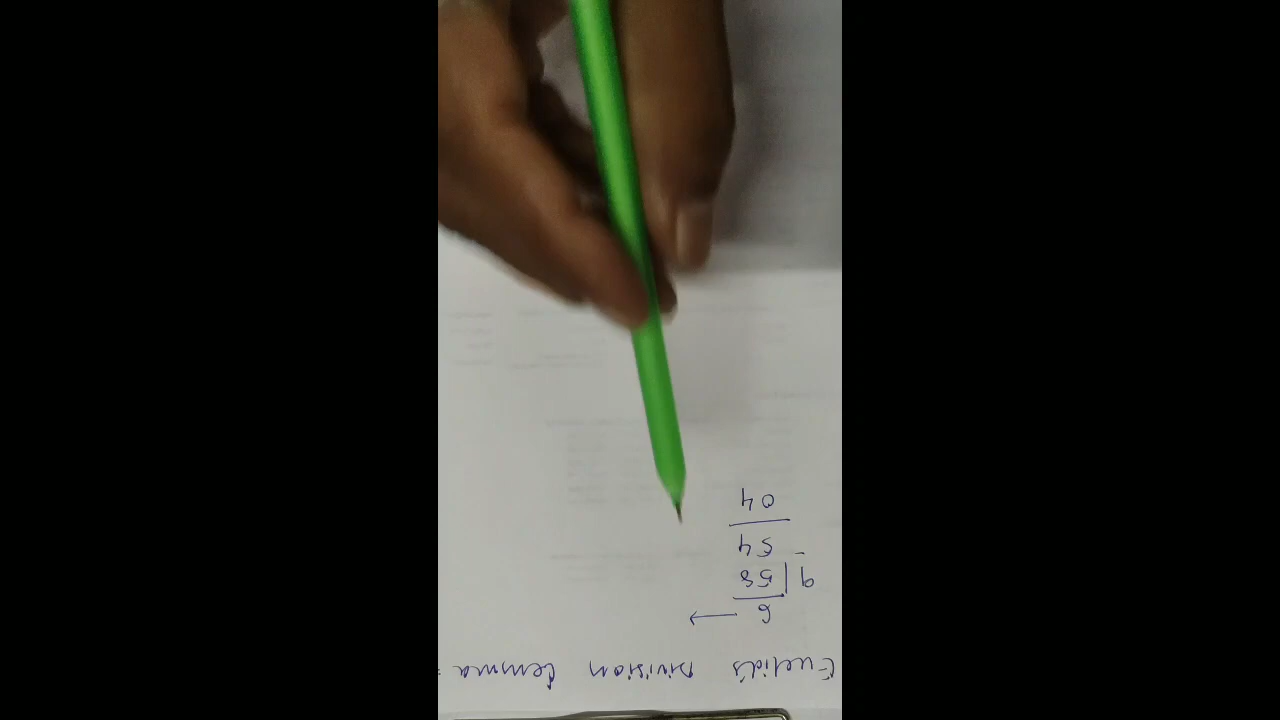 Euclid's Division Lemma :
6 →
9|58
- 54
04